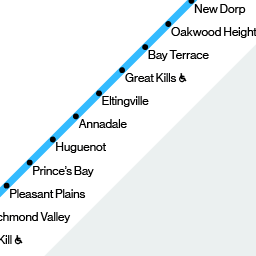 New Dorp
Oakwood Height
Bay Terrace
Great Kills
Eltingville
Annadale
Huguenot
Prince's Bay
Pleasant Plains
chmond Valley
Kill